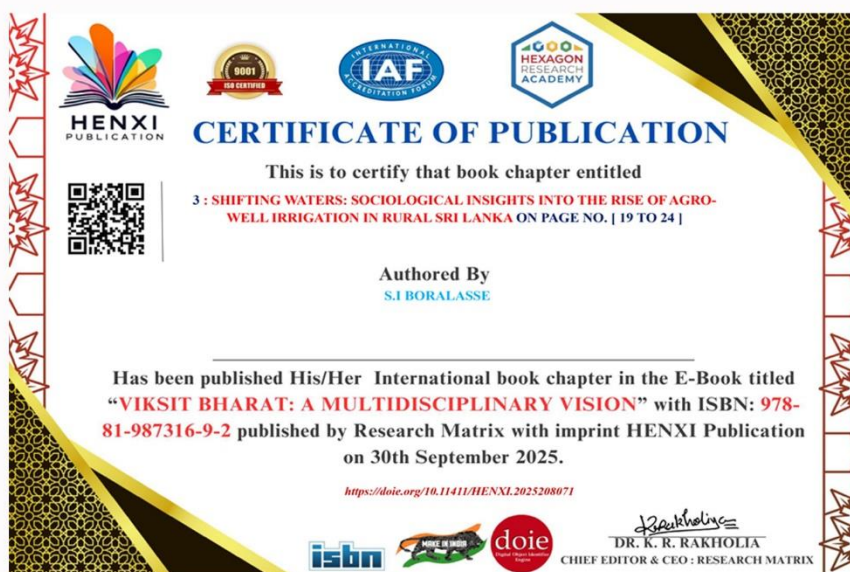 HENXI
PUBLICATION
9001
ISO CERTIFIED
INTERNATIONAL
IAF
ACCREDITATION FORUM
HEXAGON
RESEARCH
ACADEMY
CERTIFICATE OF PUBLICATION
This is to certify that book chapter entitled
3 : SHIFTING WATERS: SOCIOLOGICAL INSIGHTS INTO THE RISE OF AGRO-
WELL IRRIGATION IN RURAL SRI LANKA ON PAGE NO. [ 19 TO 24 ]
Authored By
S.I BORALASSE
Has been published His/Her International book chapter in the E-Book titled
“VIKSIT BHARAT: A MULTIDISCIPLINARY VISION” with ISBN: 978-
81-987316-9-2 published by Research Matrix with imprint HENXI Publication
on 30th September 2025.
https://doie.org/10.11411/HENXI.2025208071
isbn
MAKE IN INDIA
doie
Digital Object Identifier
Engine
DR. K. R. RAKHOLIA
CHIEF EDITOR & CEO : RESEARCH MATRIX